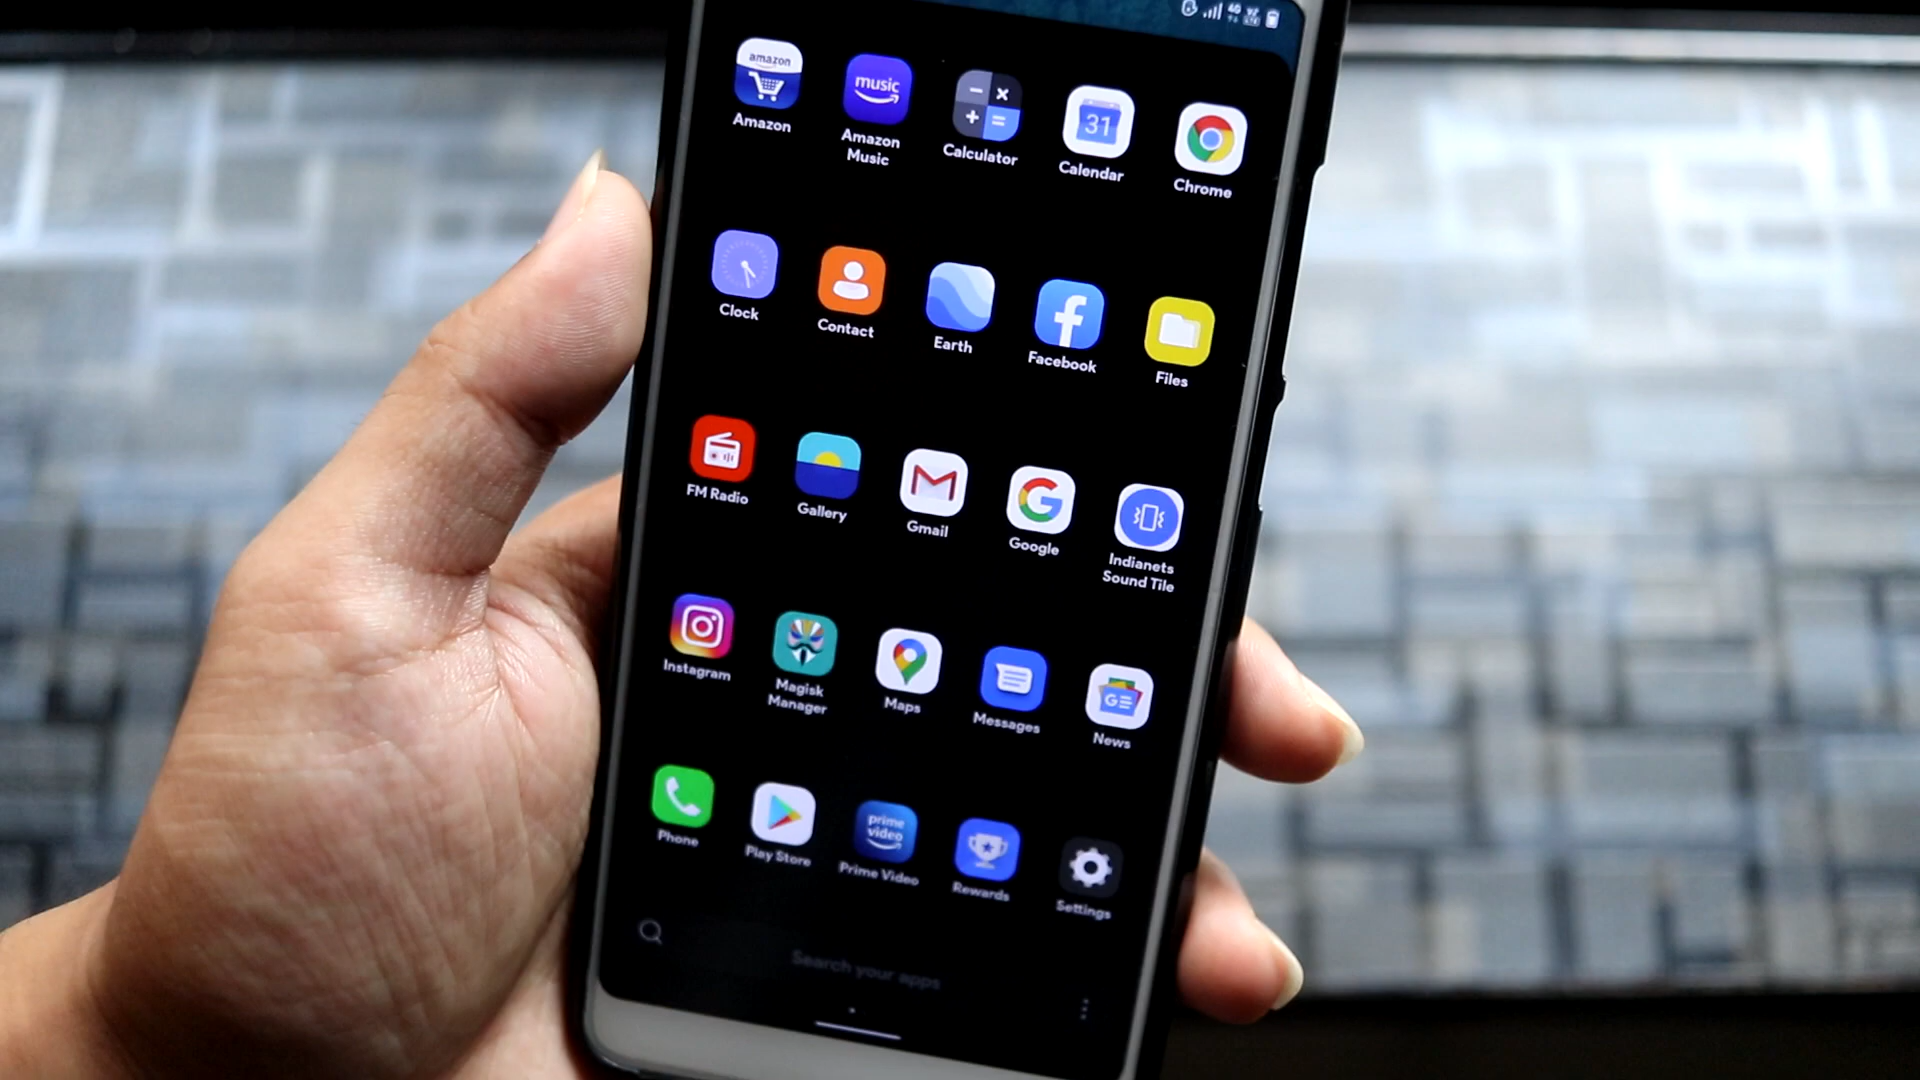 4G
LTE
amazon
Amazon
music
Amazon
Music
Calculator
31
Calendar
Chrome
Clock
Contact
Earth
Facebook
Files
FM Radio
Gallery
Gmail
Google
Indianets
Sound Tile
Instagram
Magisk
Manager
Maps
Messages
News
Phone
Play Store
prime
video
Prime Video
Rewards
Settings
Search your apps